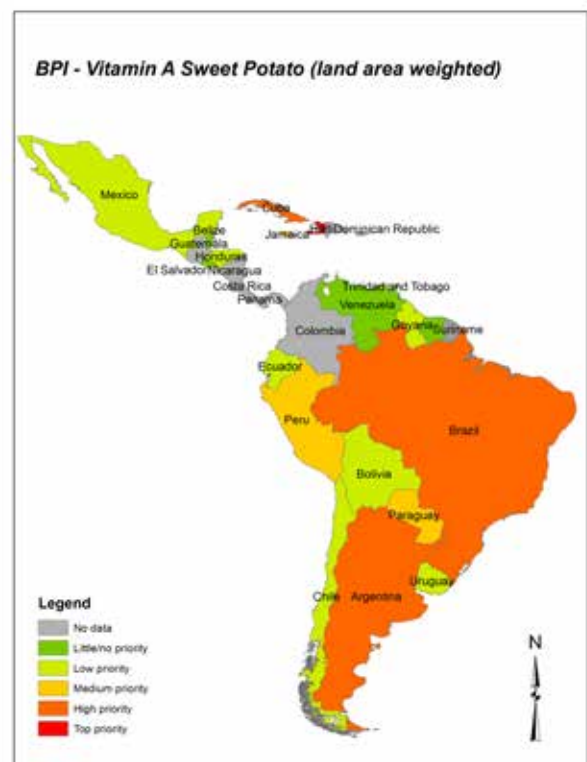 BPI - Vitamin A Sweet Potato (land area weighted)
Mexico
Cuba
Belize
Jamaica
Haiti
Dominican Republic
Guatemala
Honduras
El Salvador
Nicaragua
Costa Rica
Trinidad and Tobago
Panama
Venezuela
Guyana
Suriname
Colombia
Ecuador
Peru
Brazil
Bolivia
Paraguay
Uruguay
Chile
Argentina
Legend
No data
Little/no priority
Low priority
Medium priority
High priority
Top priority
N